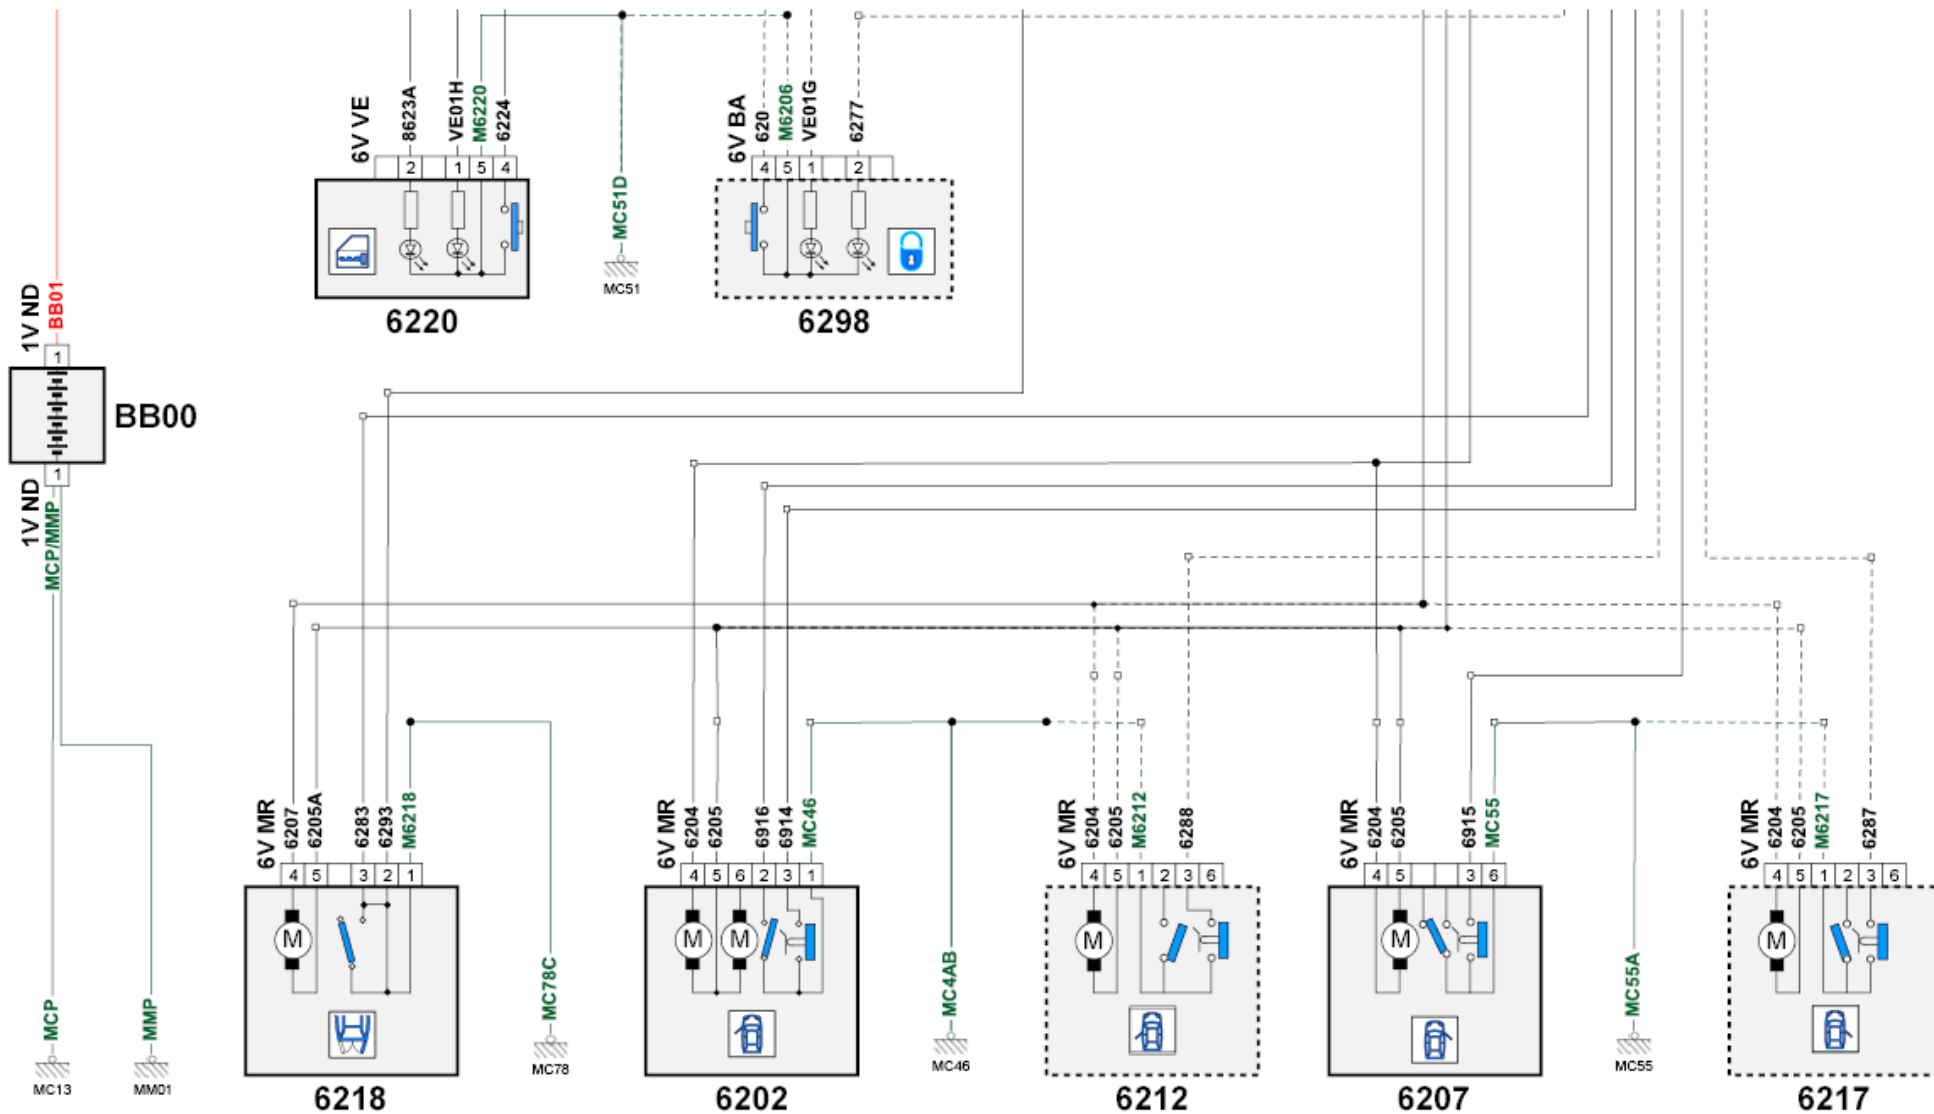 6V VE
8623A
VE01H
M6220
6224
2
1
5
4
6220
MC51D
MC51
6V BA
620
M6206
VE01G
6277
4
5
1
2
6298
1V ND
BB01
1
BB00
1
1V ND
MCP/MMP
MCP
MC13
MMP
MM01
6V MR
6207
6205A
6283
6293
M6218
4
5
3
2
1
M
6218
MC78C
MC78
6V MR
6204
6205
6916
6914
MC46
4
5
6
2
3
1
M
M
6202
MC4AB
MC46
6V MR
6204
6205
M6212
6288
4
5
1
2
3
6
M
6212
6V MR
6204
6205
6915
MC55
4
5
3
6
M
6207
MC55A
MC55
6V MR
6204
6205
M6217
6287
4
5
1
2
3
6
M
6217